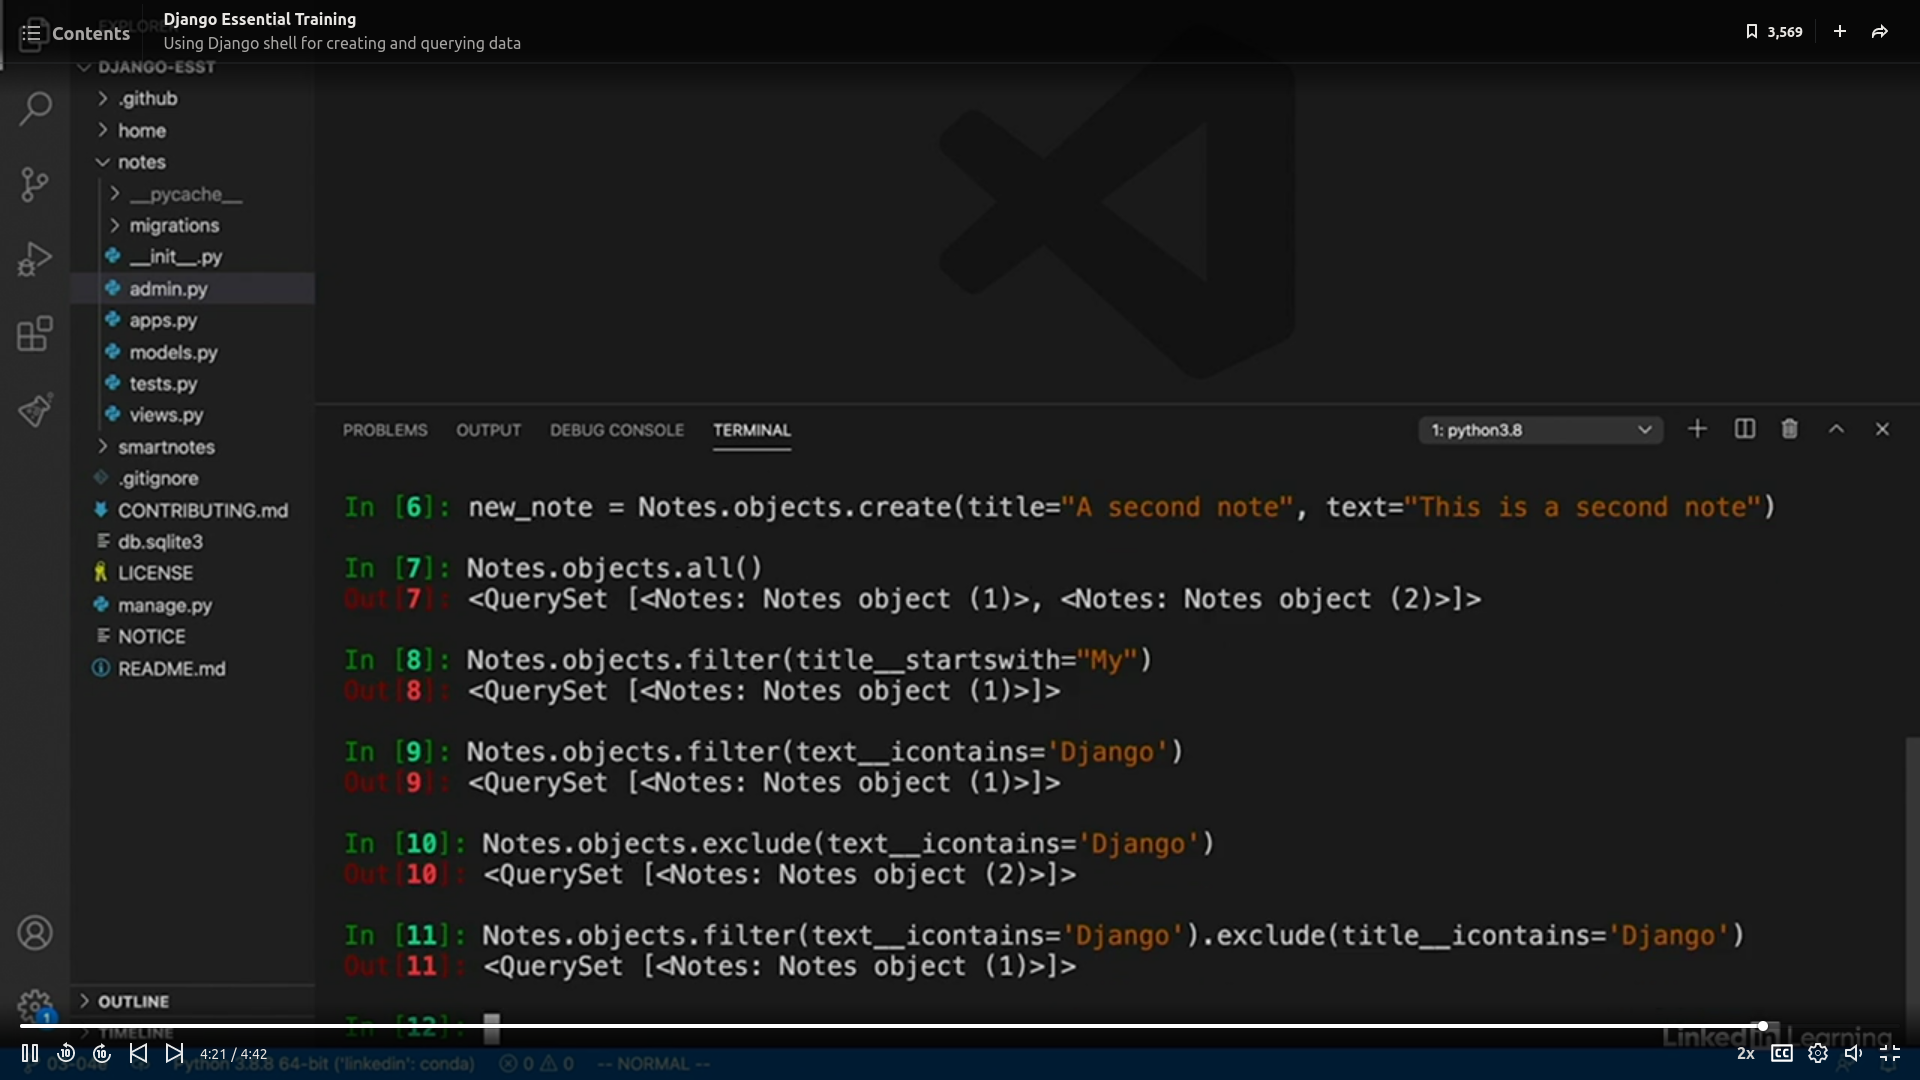 Contents
Django Essential Training
Using Django shell for creating and querying data
3,569
DJANGO-ESST
.github
home
notes
__pycache__
migrations
__init__.py
admin.py
apps.py
models.py
tests.py
views.py
smartnotes
.gitignore
CONTRIBUTING.md
db.sqlite3
LICENSE
manage.py
NOTICE
README.md
OUTLINE
TIMELINE
PROBLEMS OUTPUT DEBUG CONSOLE TERMINAL
1: python3.8
In [6]: new_note = Notes.objects.create(title="A second note", text="This is a second note")
In [7]: Notes.objects.all()
Out[7]: <QuerySet [<Notes: Notes object (1)>, <Notes: Notes object (2)>]>
In [8]: Notes.objects.filter(title__startswith="My")
Out[8]: <QuerySet [<Notes: Notes object (1)>]>
In [9]: Notes.objects.filter(text__icontains='Django')
Out[9]: <QuerySet [<Notes: Notes object (1)>]>
In [10]: Notes.objects.exclude(text__icontains='Django')
Out[10]: <QuerySet [<Notes: Notes object (2)>]>
In [11]: Notes.objects.filter(text__icontains='Django').exclude(title__icontains='Django')
Out[11]: <QuerySet [<Notes: Notes object (1)>]>
In [12]:
1
LinkedIn Learning
10
10
4:21 / 4:42
2x
CC
Python 3.8.8 64-bit ('linkedin': conda)
0
0
-- NORMAL --